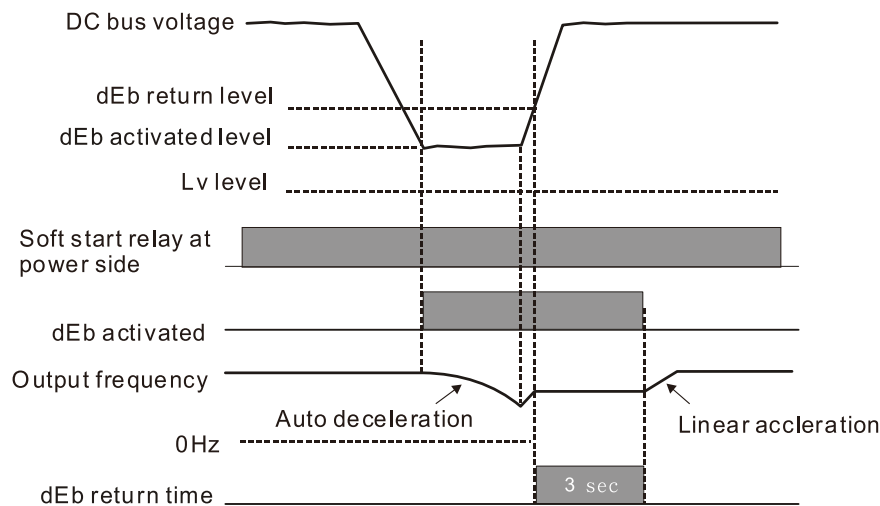 DC bus voltage
dEb return level
dEb activated level
Lv level
Soft start relay at
power side
dEb activated
Output frequency
Auto deceleration
Linear accleration
0Hz
3 sec
dEb return time